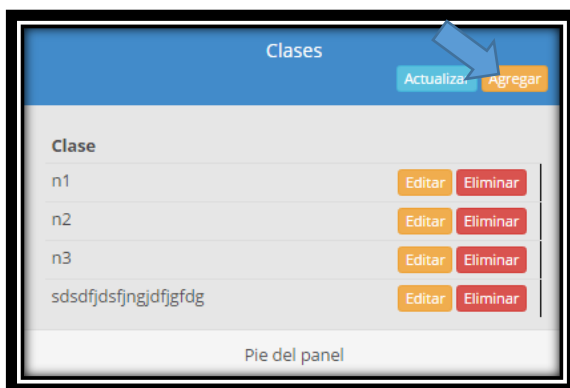 Clases
Actualizar Agregar
Clase
n1 Editar Eliminar
n2 Editar Eliminar
n3 Editar Eliminar
sdsdfjdsfjngjdfjgfdg Editar Eliminar
Pie del panel